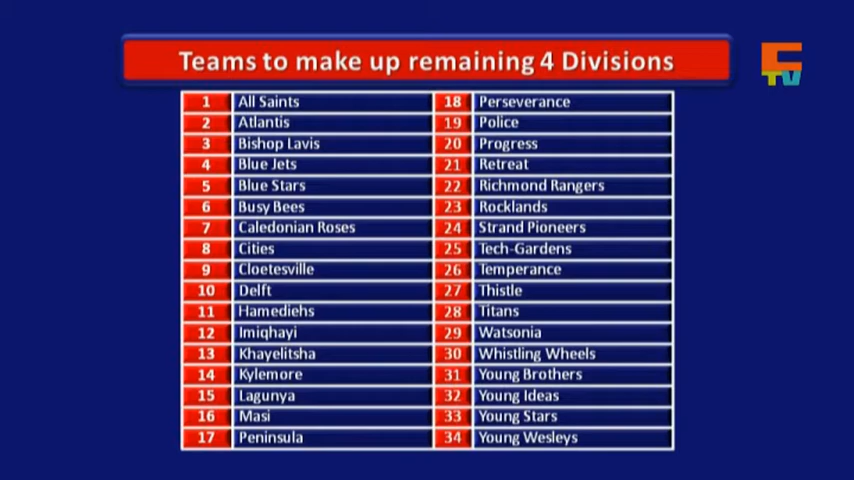 Teams to make up remaining 4 Divisions
TV
1 All Saints 18 Perseverance
2 Atlantis 19 Police
3 Bishop Lavis 20 Progress
4 Blue Jets 21 Retreat
5 Blue Stars 22 Richmond Rangers
6 Busy Bees 23 Rocklands
7 Caledonian Roses 24 Strand Pioneers
8 Cities 25 Tech-Gardens
9 Cloetesville 26 Temperance
10 Delft 27 Thistle
11 Hamediehs 28 Titans
12 Imiqhayi 29 Watsonia
13 Khayelitsha 30 Whistling Wheels
14 Kylemore 31 Young Brothers
15 Lagunya 32 Young Ideas
16 Masi 33 Young Stars
17 Peninsula 34 Young Wesleys